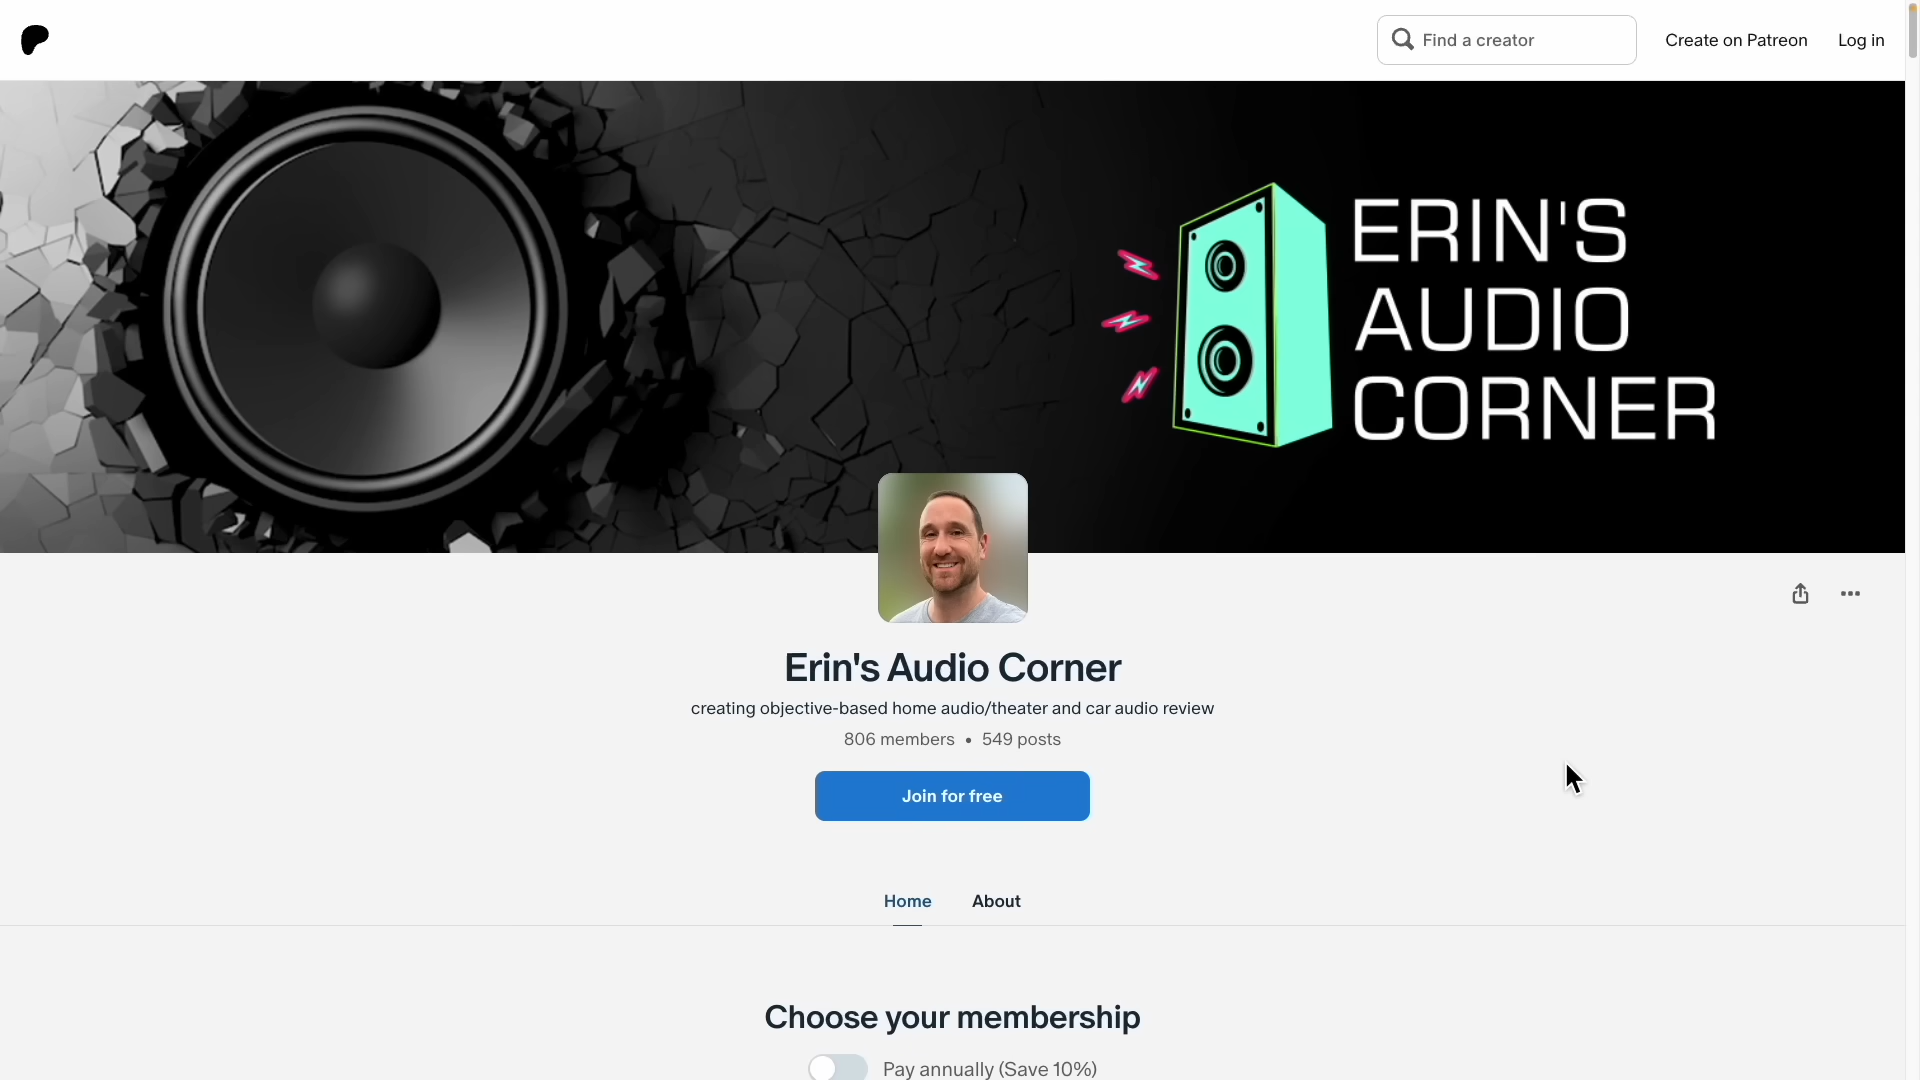 Find a creator
Create on Patreon
Log in
ERIN'S
AUDIO
CORNER
Erin's Audio Corner
creating objective-based home audio/theater and car audio review
806 members • 549 posts
Join for free
Home
About
Choose your membership
Pay annually (Save 10%)